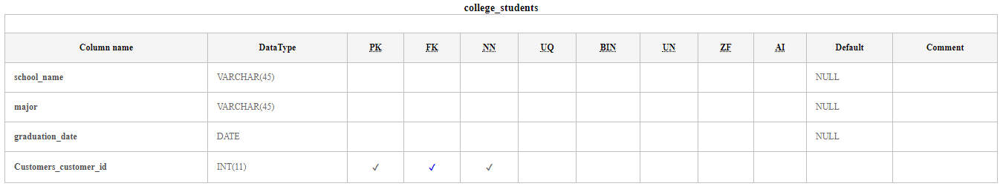 college_students
Column name DataType PK FK NN UQ BIN UN ZF AI Default Comment
school_name VARCHAR(45) NULL
major VARCHAR(45) NULL
graduation_date DATE NULL
Customers_customer_id INT(11) ✓ ✓ ✓